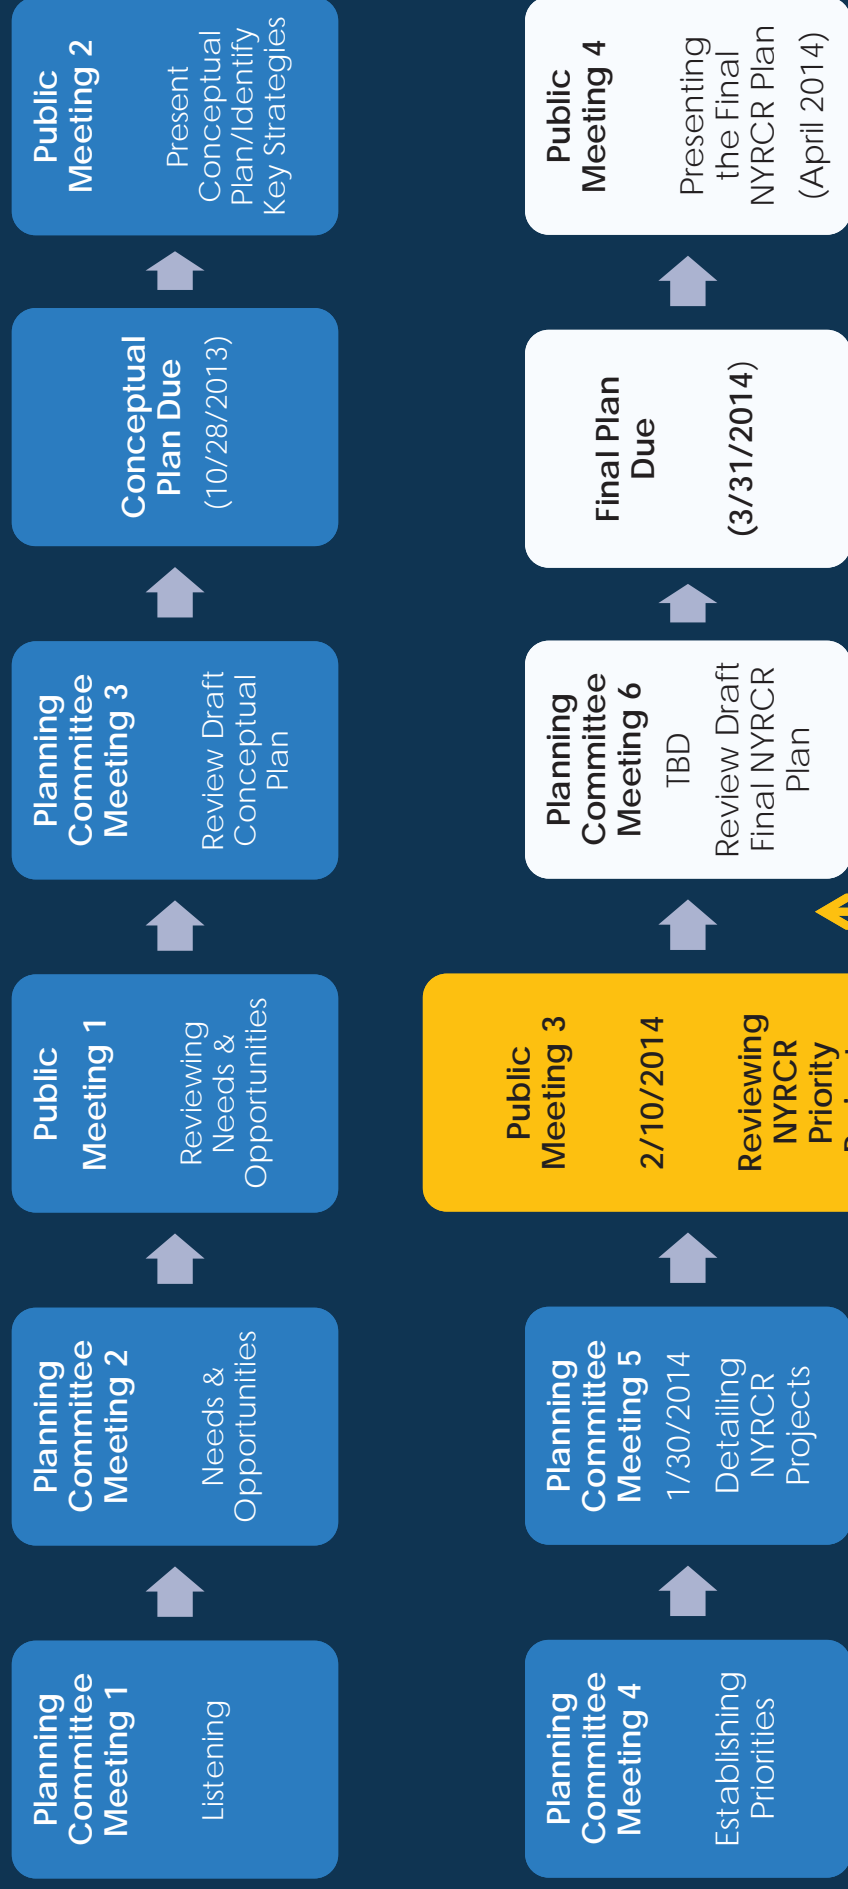 Planning
Committee
Meeting 1
Listening
Planning
Committee
Meeting 2
Needs &
Opportunities
Public
Meeting 1
Reviewing
Needs &
Opportunities
Planning
Committee
Meeting 3
Review Draft
Conceptual
Plan
Conceptual
Plan Due
(10/28/2013)
Public
Meeting 2
Present
Conceptual
Plan/Identify
Key Strategies
Planning
Committee
Meeting 4
Establishing
Priorities
Planning
Committee
Meeting 5
1/30/2014
Detailing
NYRCR
Projects
Public
Meeting 3
2/10/2014
Reviewing
NYRCR
Priority
Planning
Committee
Meeting 6
TBD
Review Draft
Final NYRCR
Plan
Final Plan
Due
(3/31/2014)
Public
Meeting 4
Presenting
the Final
NYRCR Plan
(April 2014)